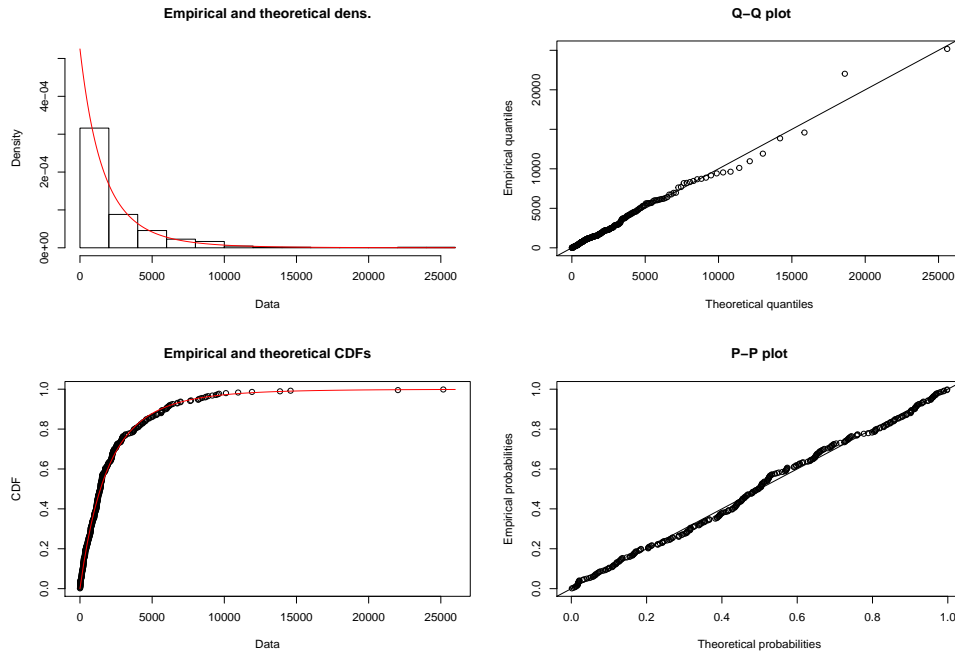 Empirical and theoretical dens.
Density
0e+00 2e−04 4e−04
0 5000 10000 15000 20000 25000
Data
Q−Q plot
Empirical quantiles
0 5000 10000 20000
0 5000 10000 15000 20000 25000
Theoretical quantiles
Empirical and theoretical CDFs
CDF
0.0 0.2 0.4 0.6 0.8 1.0
0 5000 10000 15000 20000 25000
Data
P−P plot
Empirical probabilities
0.0 0.2 0.4 0.6 0.8 1.0
0.0 0.2 0.4 0.6 0.8 1.0
Theoretical probabilities